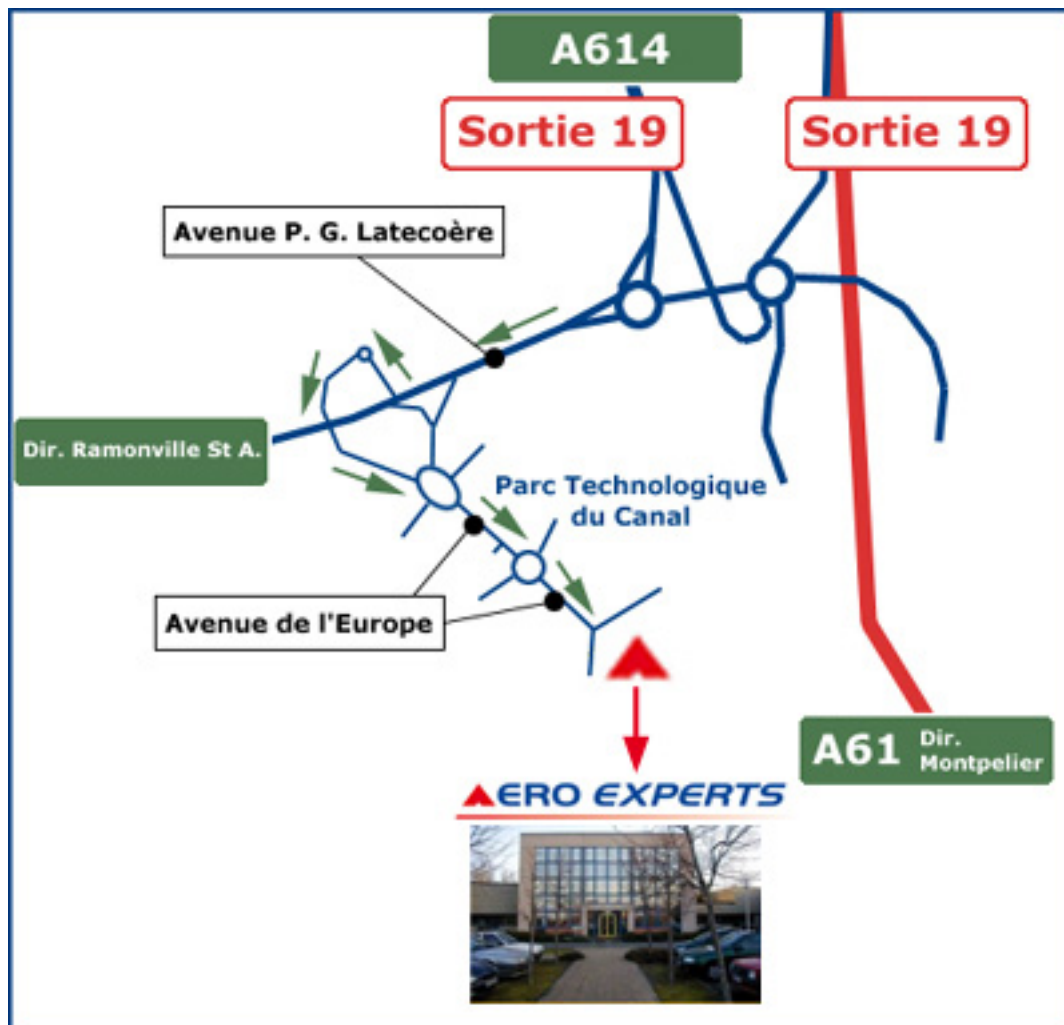 A614
Sortie 19
Sortie 19
Avenue P. G. Latecoère
Dir. Ramonville St A.
Parc Technologique
du Canal
Avenue de l'Europe
A61 Dir.
Montpelier
AERO EXPERTS